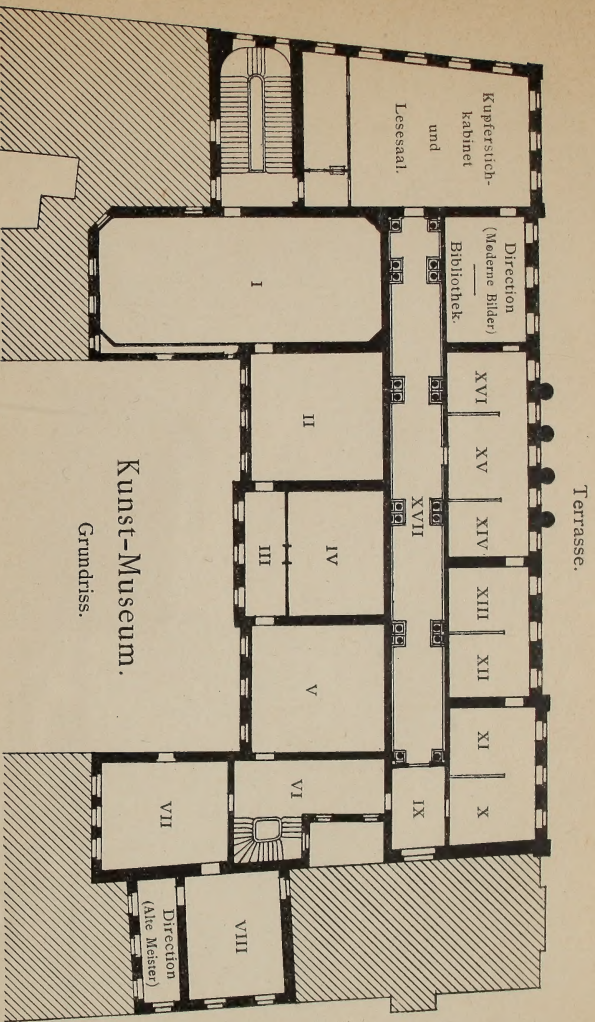 Terrasse.
Kupferstich-
kabinet
und
Lesesaal.
Direction
(Moderne Bilder)
Bibliothek.
XVI
XV
XIV
XIII
XII
XI
X
XVII
IX
I
II
IV
III
V
VI
VII
VIII
Direction
(Alte Meister)
Kunst-Museum.
Grundriss.